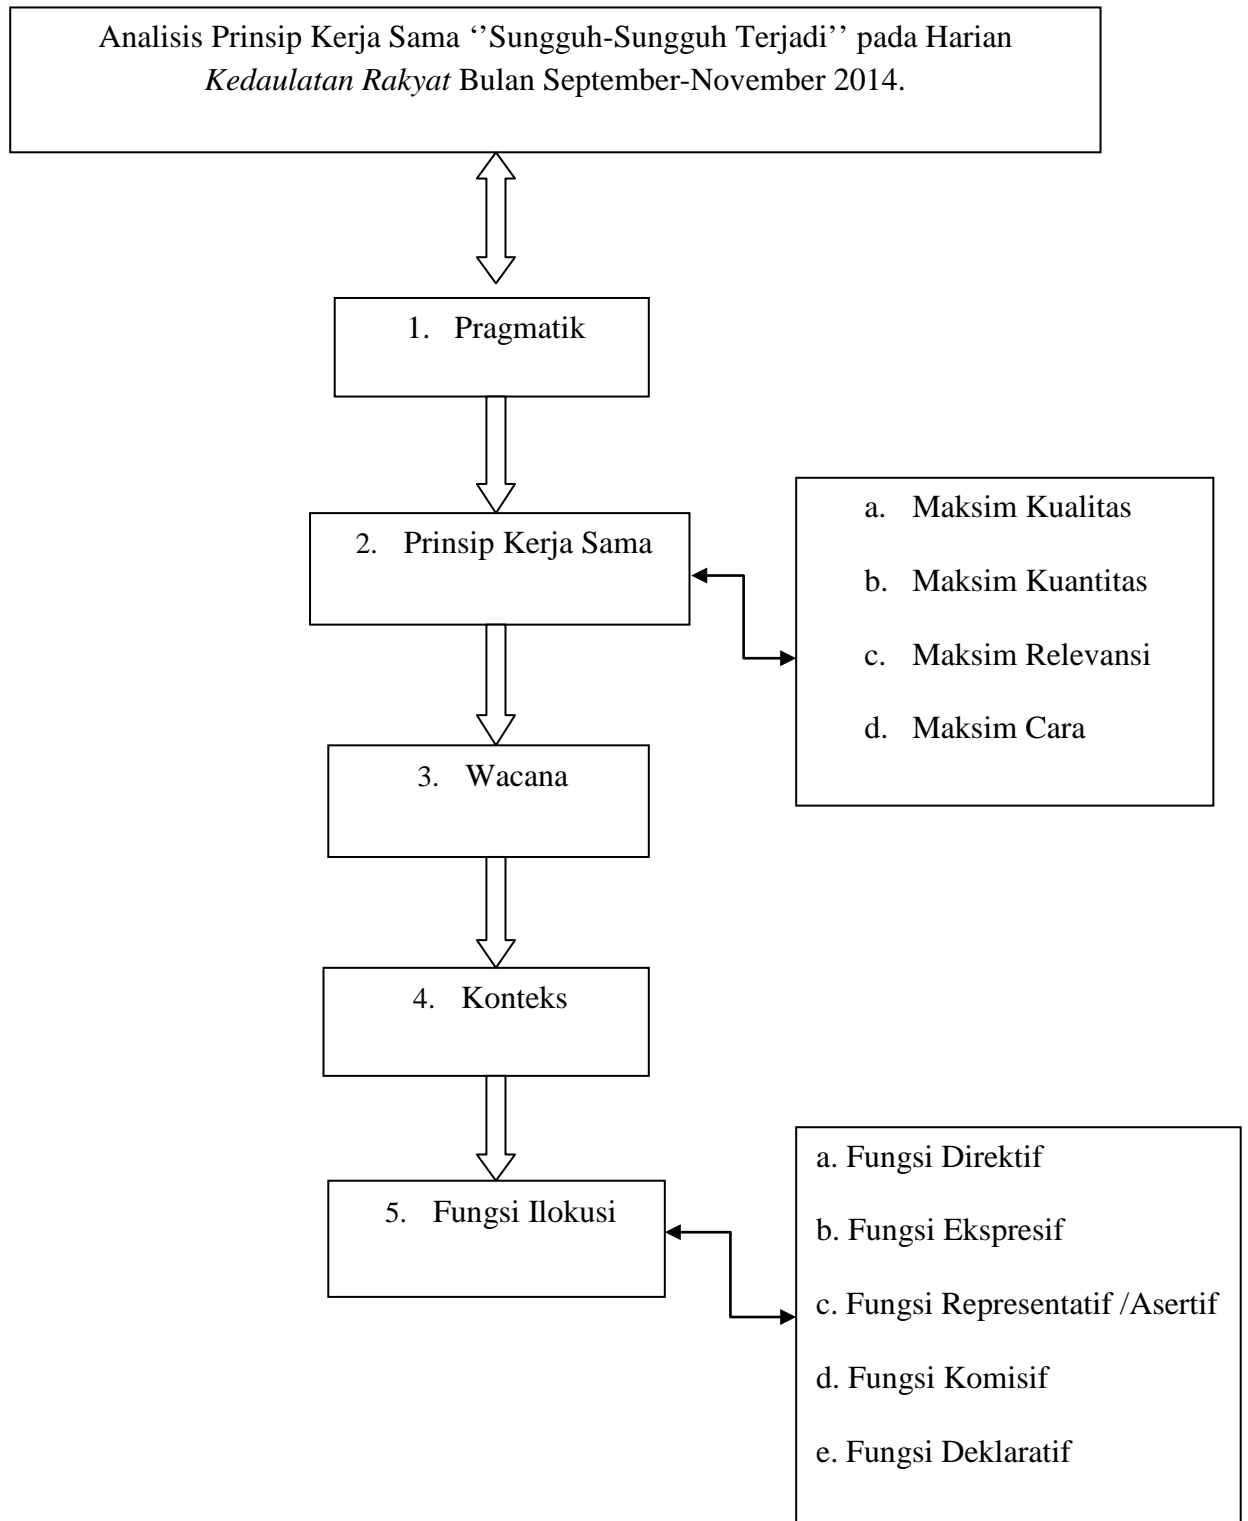 Analisis Prinsip Kerja Sama ‘’Sungguh-Sungguh Terjadi’’ pada Harian
Kedaulatan Rakyat Bulan September-November 2014.
1. Pragmatik
2. Prinsip Kerja Sama
a. Maksim Kualitas
b. Maksim Kuantitas
c. Maksim Relevansi
d. Maksim Cara
3. Wacana
4. Konteks
5. Fungsi Ilokusi
a. Fungsi Direktif
b. Fungsi Ekspresif
c. Fungsi Representatif /Asertif
d. Fungsi Komisif
e. Fungsi Deklaratif